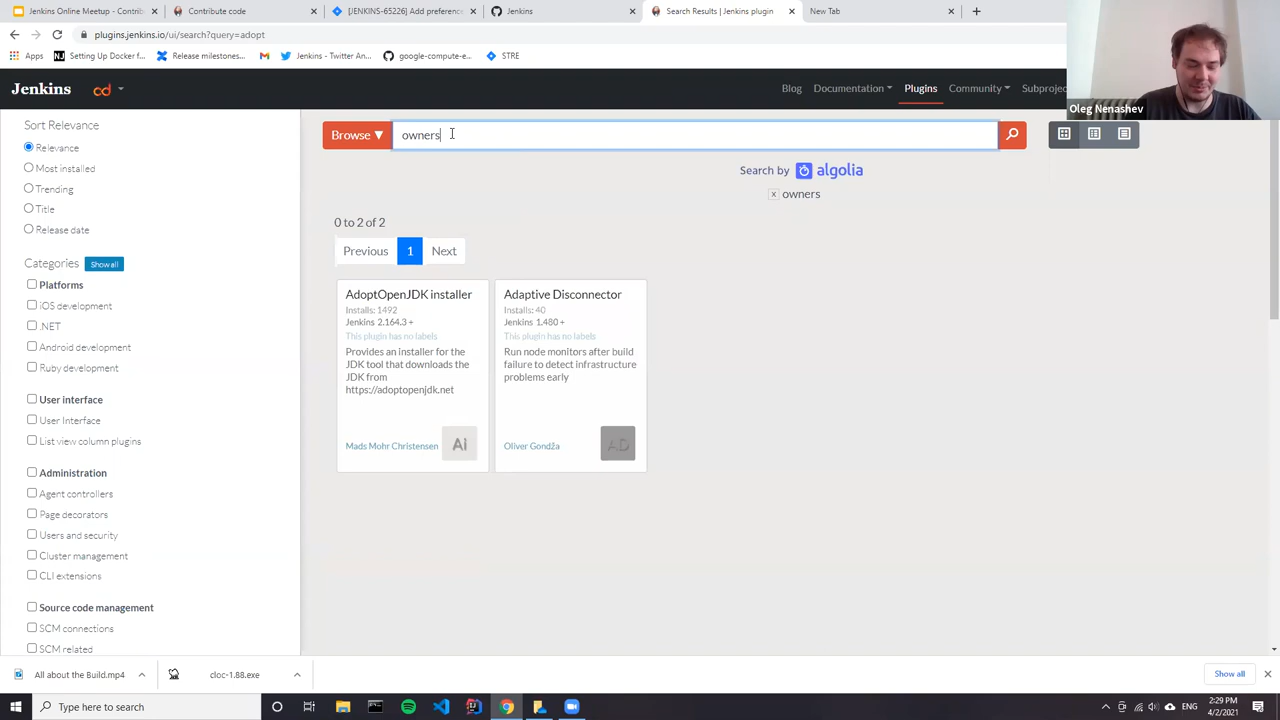 Jenkins Online Meetup - Contrib
Contribute code
[JENKINS-65226] Add preferenc
Jenkins
Search Results | Jenkins plugin
New Tab
plugins.jenkins.io/ui/search?query=adopt
Apps
Setting Up Docker f...
Release milestones...
Jenkins - Twitter An...
google-compute-e...
STRE
Oleg Nenashev
Jenkins
cd
Blog
Documentation
Plugins
Community
Subproj
Sort Relevance
Relevance
Most installed
Trending
Title
Release date
Categories
Show all
Platforms
iOS development
.NET
Android development
Ruby development
User interface
User Interface
List view column plugins
Administration
Agent controllers
Page decorators
Users and security
Cluster management
CLI extensions
Source code management
SCM connections
SCM related
Browse ▼
owners
Search by algolia
x owners
0 to 2 of 2
Previous
1
Next
AdoptOpenJDK installer
Installs: 1492
Jenkins 2.164.3 +
This plugin has no labels
Provides an installer for the
JDK tool that downloads the
JDK from
https://adoptopenjdk.net
Mads Mohr Christensen
Ai
Adaptive Disconnector
Installs: 40
Jenkins 1.480 +
This plugin has no labels
Run node monitors after build
failure to detect infrastructure
problems early
Oliver Gondža
AD
All about the Build.mp4
cloc-1.88.exe
Show all
Type here to search
ENG
2:29 PM
4/2/2021